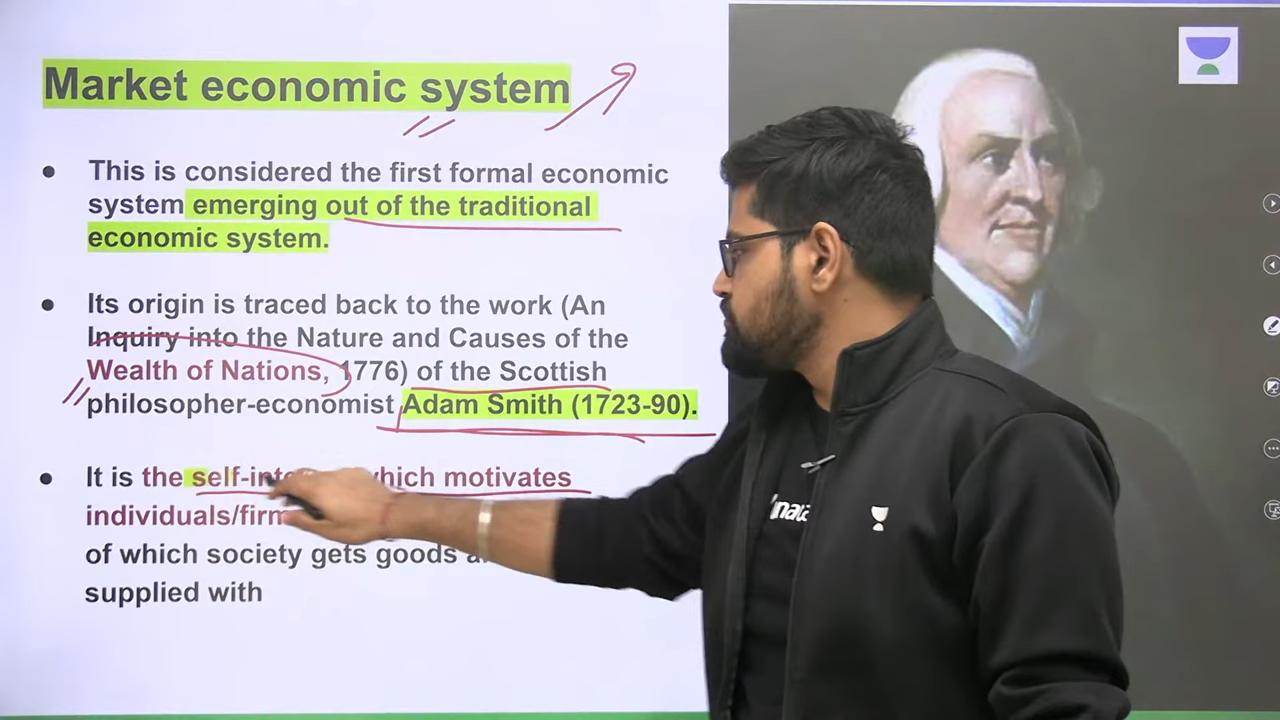 Market economic system
This is considered the first formal economic
system emerging out of the traditional
economic system.
Its origin is traced back to the work (An
Inquiry into the Nature and Causes of the
Wealth of Nations, 1776) of the Scottish
philosopher-economist Adam Smith (1723-90).
It is the which motivates
of which society gets goods
supplied with